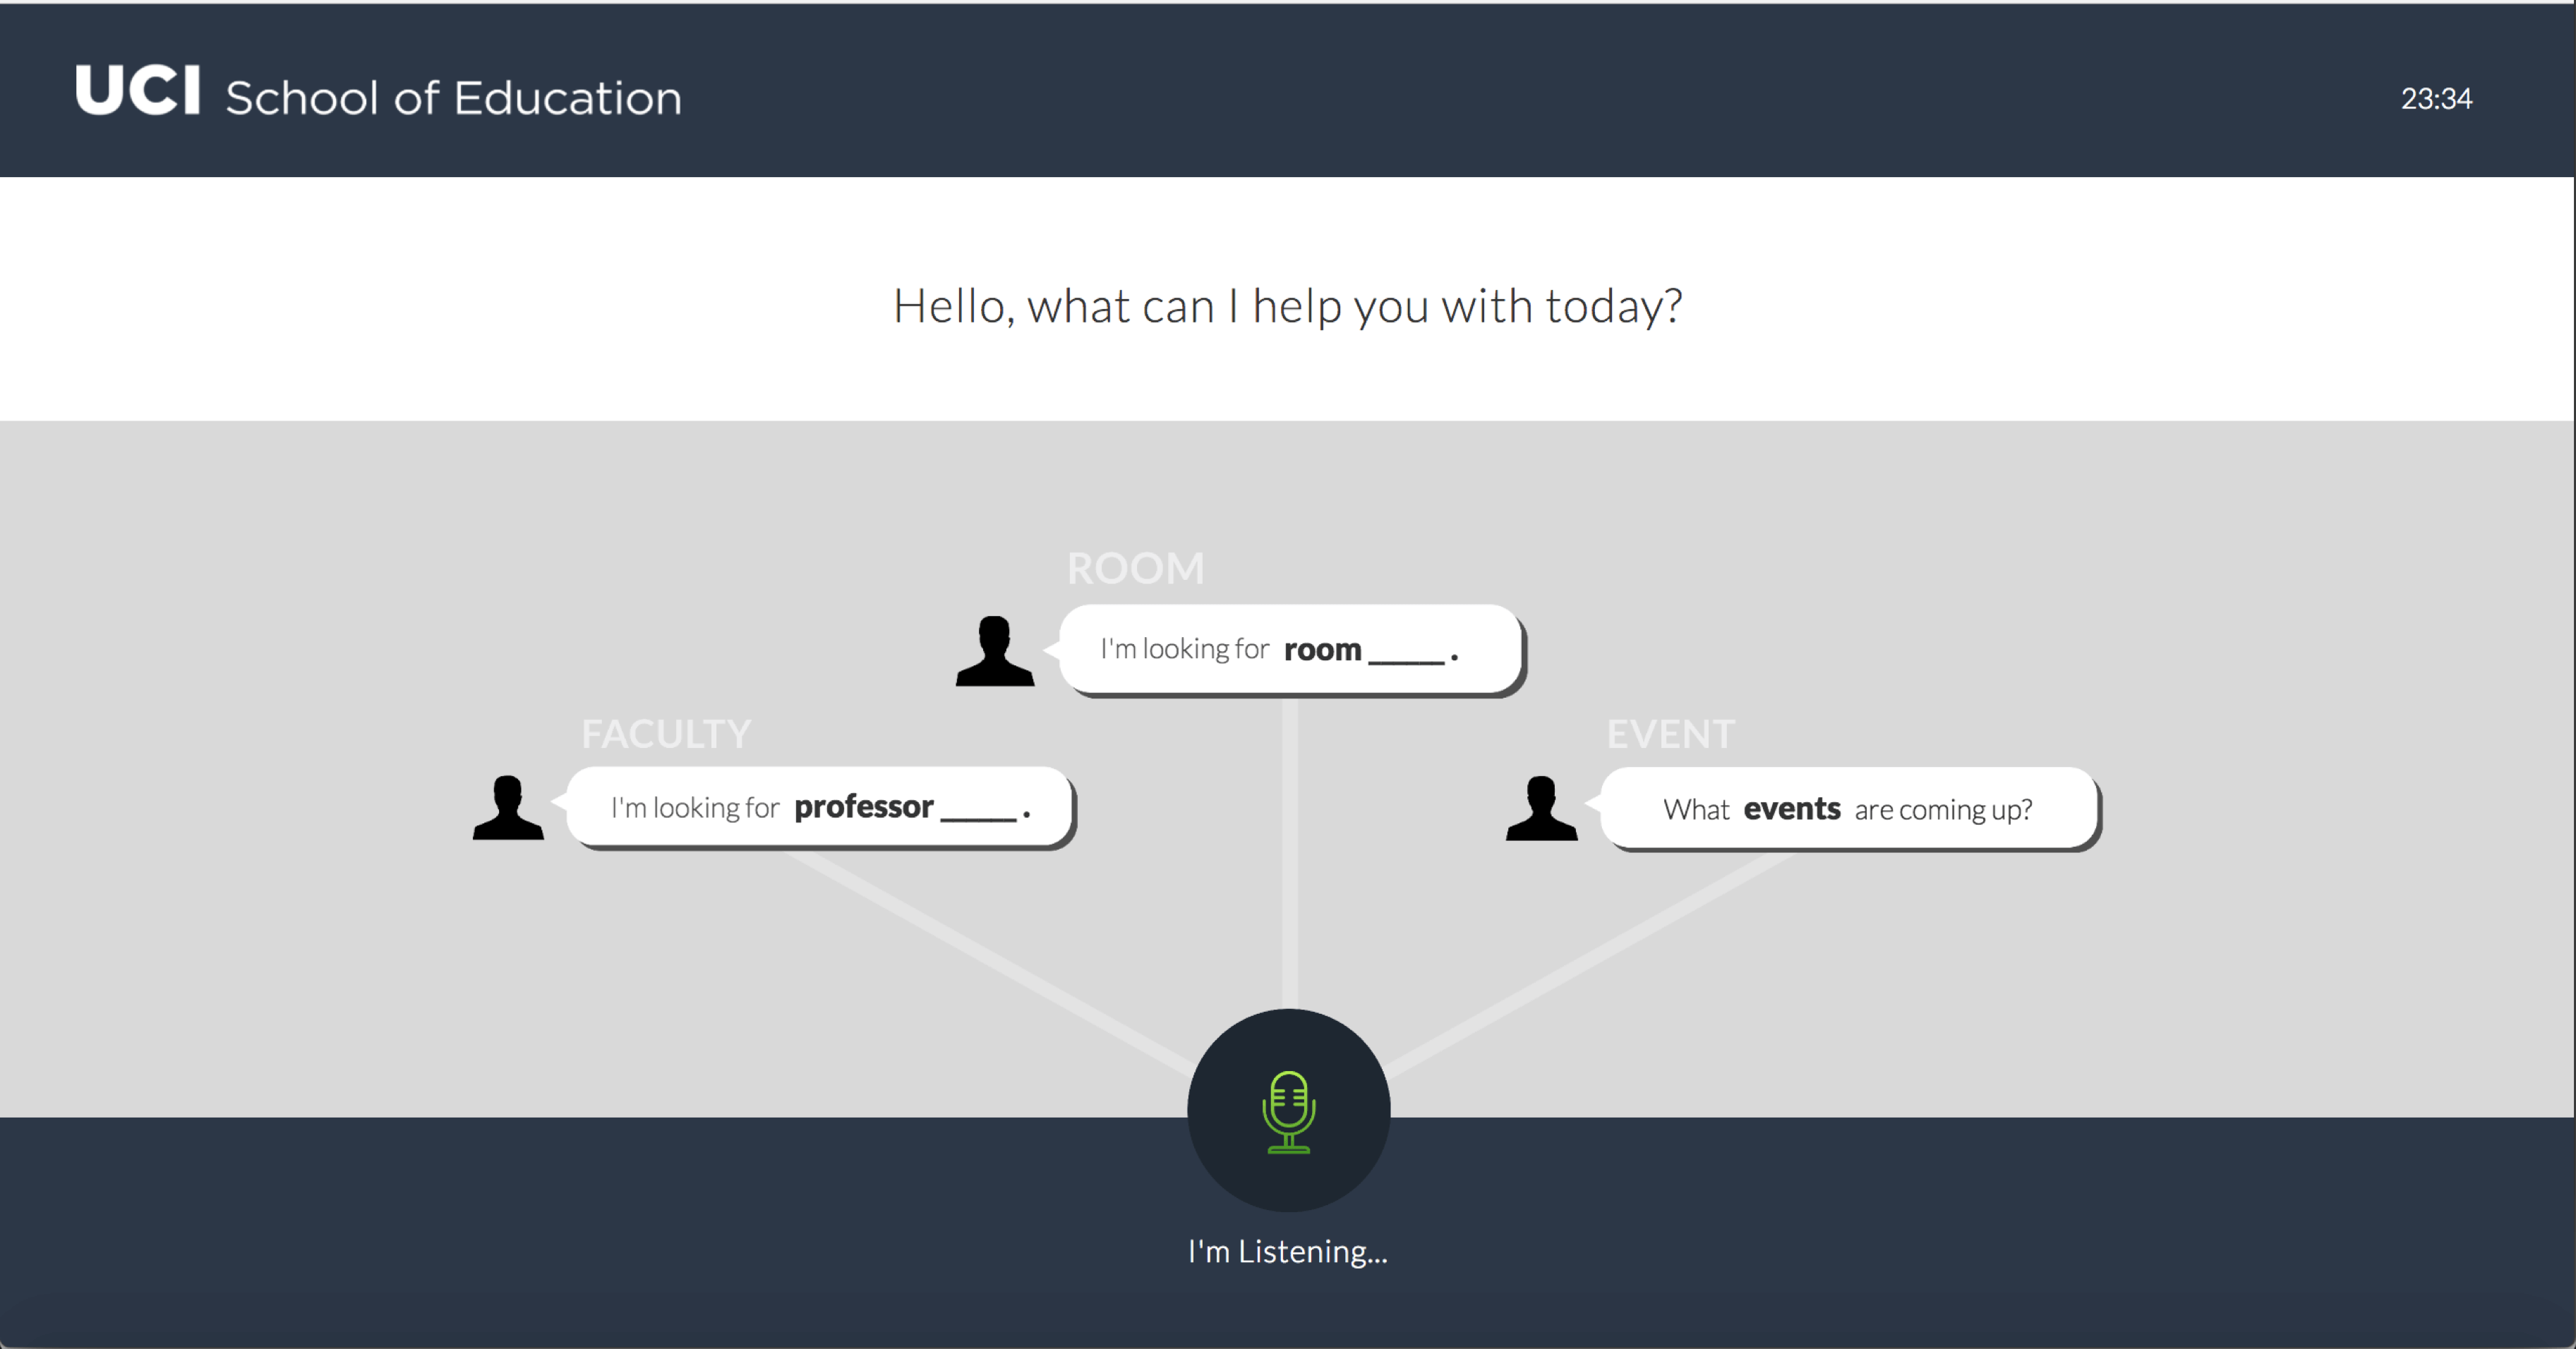 UCI School of Education
23:34
Hello, what can I help you with today?
ROOM
I'm looking for room _____ .
FACULTY
I'm looking for professor _____ .
EVENT
What events are coming up?
I'm Listening...